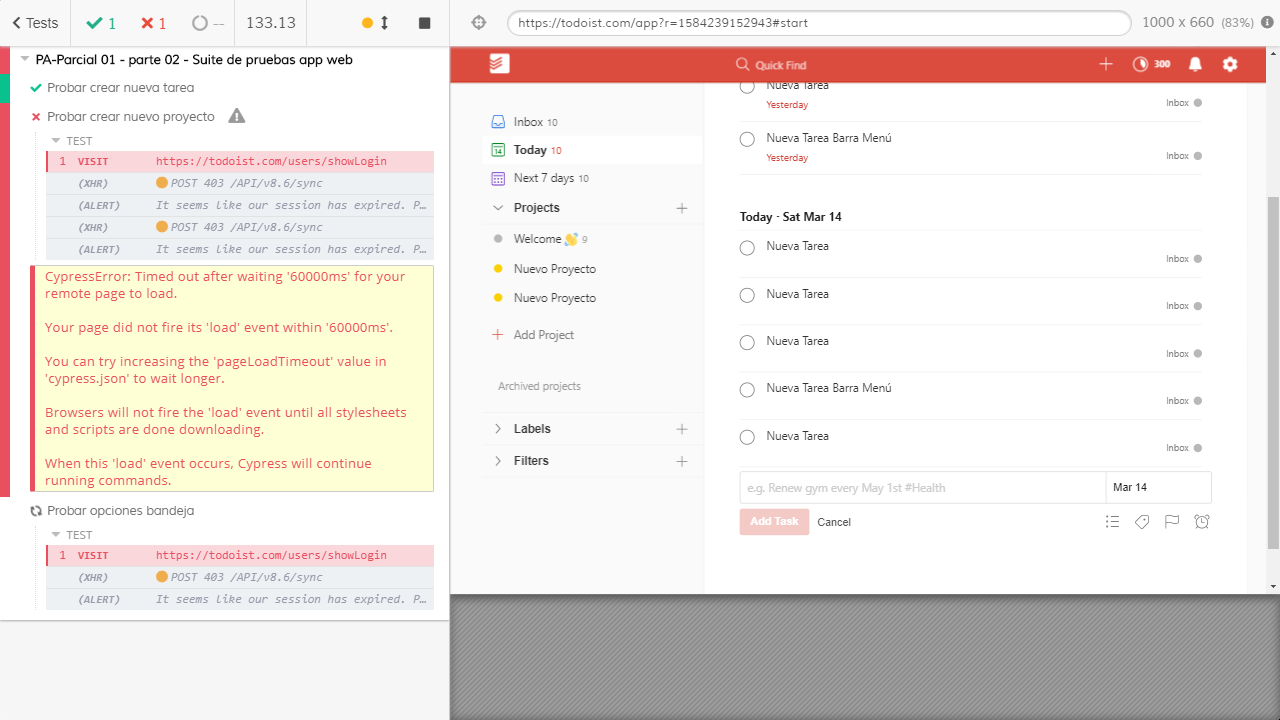 Tests
1
1
--
133.13
https://todoist.com/app?r=1584239152943#start
1000 x 660 (83%)
PA-Parcial 01 - parte 02 - Suite de pruebas app web
Probar crear nueva tarea
Probar crear nuevo proyecto
TEST
1 VISIT https://todoist.com/users/showLogin
(XHR) POST 403 /API/v8.6/sync
(ALERT) It seems like our session has expired. P…
(XHR) POST 403 /API/v8.6/sync
(ALERT) It seems like our session has expired. P…
CypressError: Timed out after waiting '60000ms' for your
remote page to load.
Your page did not fire its 'load' event within '60000ms'.
You can try increasing the 'pageLoadTimeout' value in
'cypress.json' to wait longer.
Browsers will not fire the 'load' event until all stylesheets
and scripts are done downloading.
When this 'load' event occurs, Cypress will continue
running commands.
Probar opciones bandeja
TEST
1 VISIT https://todoist.com/users/showLogin
(XHR) POST 403 /API/v8.6/sync
(ALERT) It seems like our session has expired. P…
Quick Find
300
Inbox 10
14 Today 10
Next 7 days 10
Projects
Welcome 👋 9
Nuevo Proyecto
Nuevo Proyecto
Add Project
Archived projects
Labels
Filters
Nueva Tarea
Yesterday
Inbox
Nueva Tarea Barra Menú
Yesterday
Inbox
Today · Sat Mar 14
Nueva Tarea
Inbox
Nueva Tarea
Inbox
Nueva Tarea
Inbox
Nueva Tarea Barra Menú
Inbox
Nueva Tarea
Inbox
e.g. Renew gym every May 1st #Health
Mar 14
Add Task
Cancel